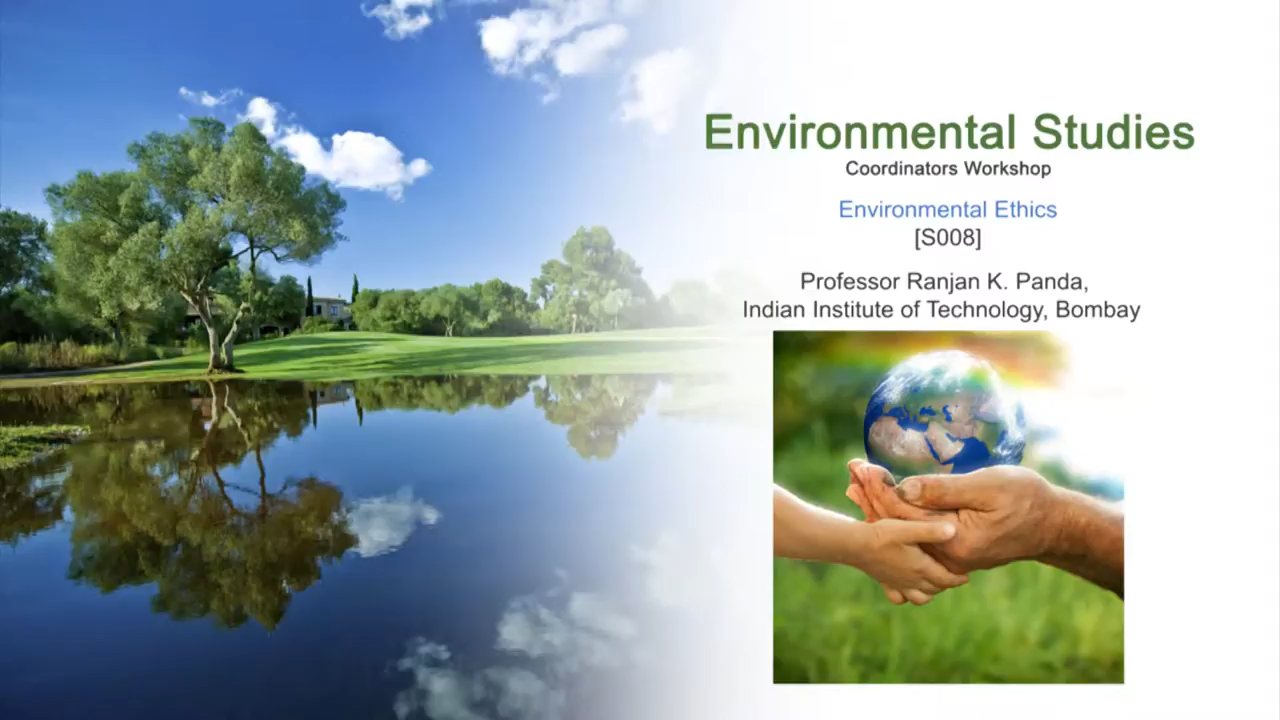 Environmental Studies
Coordinators Workshop
Environmental Ethics
[S008]
Professor Ranjan K. Panda,
Indian Institute of Technology, Bombay